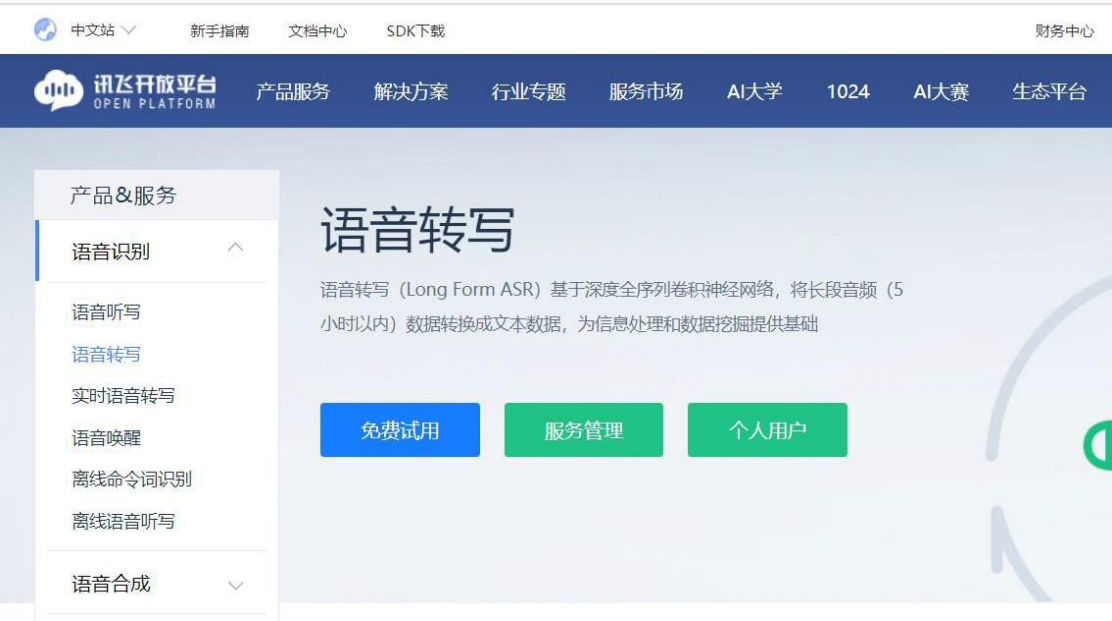 中文站 新手指南 文档中心 SDK下载 财务中心
讯飞开放平台 产品服务 解决方案 行业专题 服务市场 AI大学 1024 AI大赛 生态平台
OPEN PLATFORM
产品&服务
语音识别
语音听写
语音转写
实时语音转写
语音唤醒
离线命令词识别
离线语音听写
语音合成
语音转写
语音转写（Long Form ASR）基于深度全序列卷积神经网络，将长段音频（5
小时以内）数据转换成文本数据，为信息处理和数据挖掘提供基础
免费试用 服务管理 个人用户